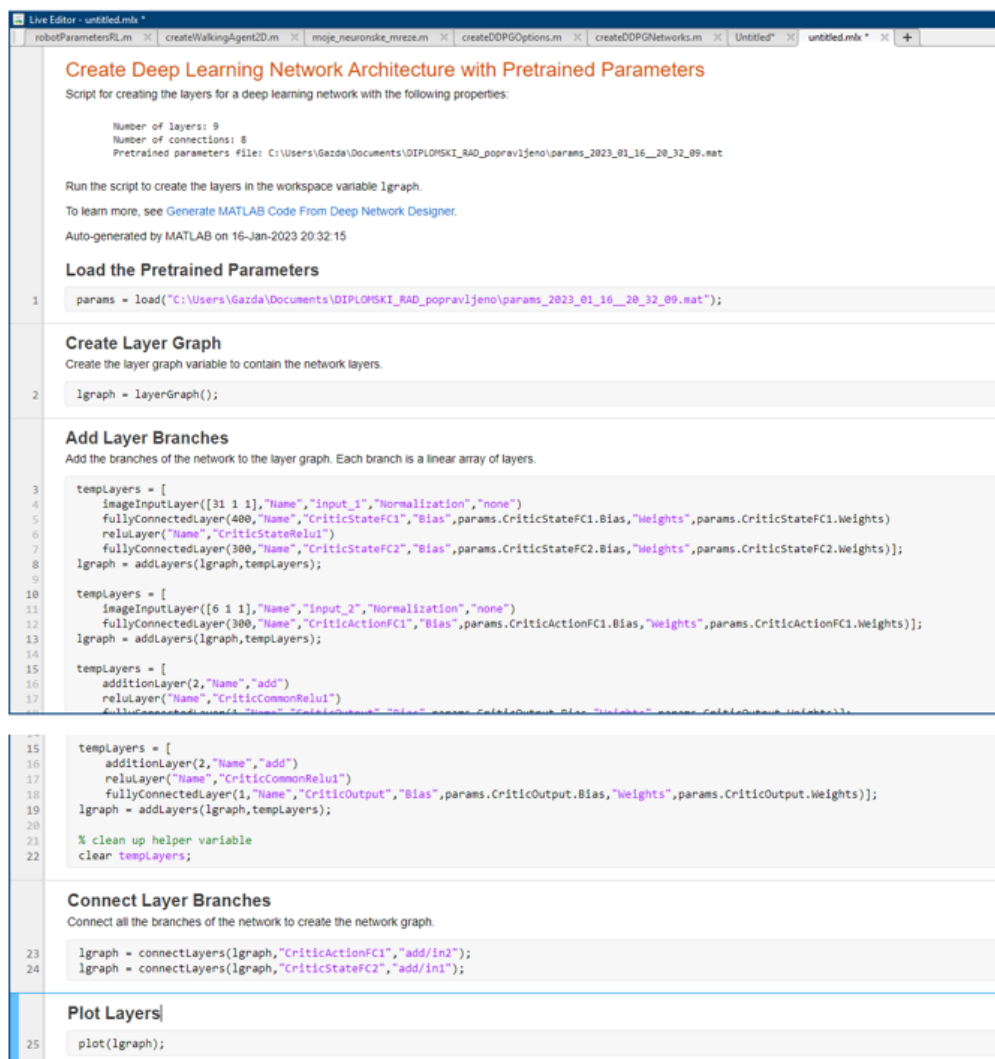 Live Editor - untitled.mlx *
robotParametersRL.m × createWalkingAgent2D.m × moje_neuronske_mreze.m × createDDPGOptions.m × createDDPGNetworks.m × Untitled* × untitled.mlx * × +
Create Deep Learning Network Architecture with Pretrained Parameters
Script for creating the layers for a deep learning network with the following properties:
Number of layers: 9
Number of connections: 8
Pretrained parameters file: C:\Users\Gazda\Documents\DIPLOMSKI_RAD_popravljeno\params_2023_01_16__20_32_09.mat
Run the script to create the layers in the workspace variable lgraph.
To learn more, see Generate MATLAB Code From Deep Network Designer.
Auto-generated by MATLAB on 16-Jan-2023 20:32:15
Load the Pretrained Parameters
1 params = load("C:\Users\Gazda\Documents\DIPLOMSKI_RAD_popravljeno\params_2023_01_16__20_32_09.mat");
Create Layer Graph
Create the layer graph variable to contain the network layers.
2 lgraph = layerGraph();
Add Layer Branches
Add the branches of the network to the layer graph. Each branch is a linear array of layers.
3 tempLayers = [
4 imageInputLayer([31 1 1],"Name","input_1","Normalization","none")
5 fullyConnectedLayer(400,"Name","CriticStateFC1","Bias",params.CriticStateFC1.Bias,"Weights",params.CriticStateFC1.Weights)
6 reluLayer("Name","CriticStateRelu1")
7 fullyConnectedLayer(300,"Name","CriticStateFC2","Bias",params.CriticStateFC2.Bias,"Weights",params.CriticStateFC2.Weights)];
8 lgraph = addLayers(lgraph,tempLayers);
9
10 tempLayers = [
11 imageInputLayer([6 1 1],"Name","input_2","Normalization","none")
12 fullyConnectedLayer(300,"Name","CriticActionFC1","Bias",params.CriticActionFC1.Bias,"Weights",params.CriticActionFC1.Weights)];
13 lgraph = addLayers(lgraph,tempLayers);
14
15 tempLayers = [
16 additionLayer(2,"Name","add")
17 reluLayer("Name","CriticCommonRelu1")
fullyConnectedLayer(1,"Name","CriticOutput","Bias",params.CriticOutput.Bias,"Weights",params.CriticOutput.Weights)];
15 tempLayers = [
16 additionLayer(2,"Name","add")
17 reluLayer("Name","CriticCommonRelu1")
18 fullyConnectedLayer(1,"Name","CriticOutput","Bias",params.CriticOutput.Bias,"Weights",params.CriticOutput.Weights)];
19 lgraph = addLayers(lgraph,tempLayers);
20
21 % clean up helper variable
22 clear tempLayers;
Connect Layer Branches
Connect all the branches of the network to create the network graph.
23 lgraph = connectLayers(lgraph,"CriticActionFC1","add/in2");
24 lgraph = connectLayers(lgraph,"CriticStateFC2","add/in1");
Plot Layers
25 plot(lgraph);